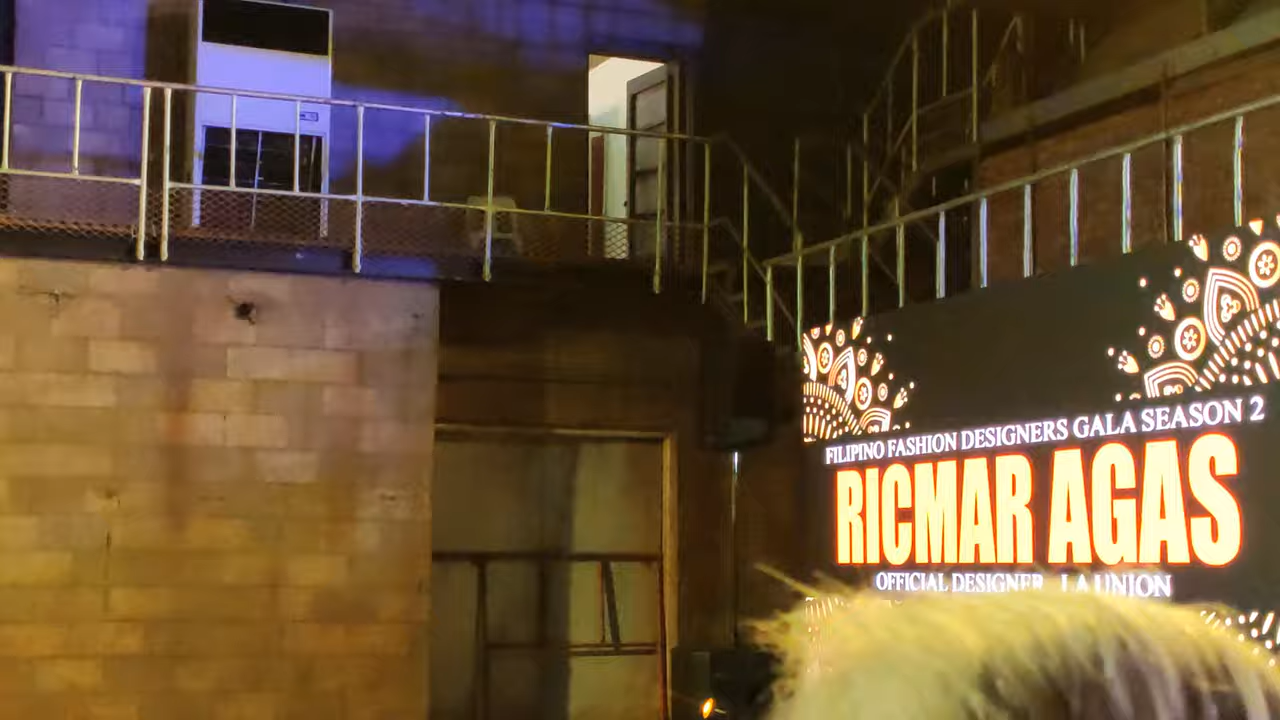 FILIPINO FASHION DESIGNERS GALA SEASON 2
RICMAR AGAS
OFFICIAL DESIGNER LA UNION